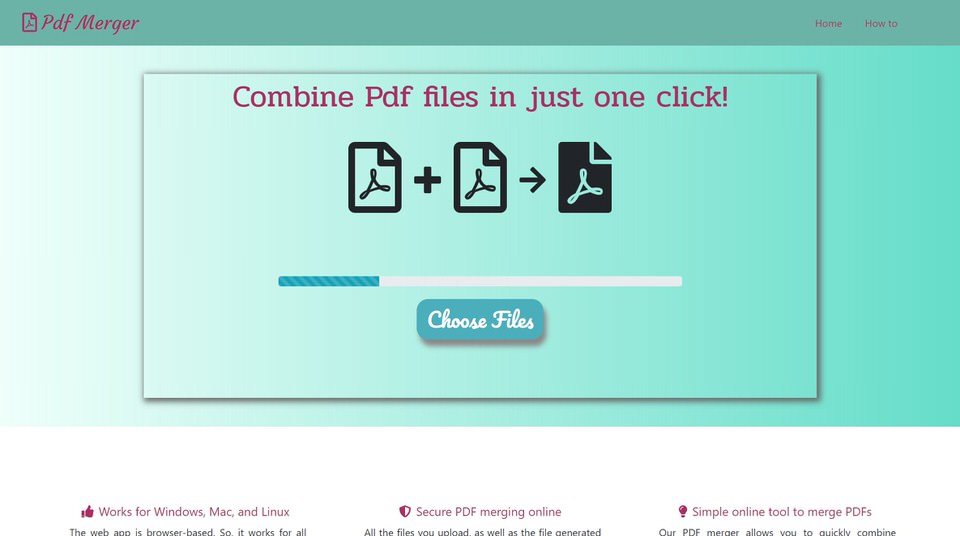 Pdf Merger
Home
How to
Combine Pdf files in just one click!
Choose Files
Works for Windows, Mac, and Linux
Secure PDF merging online
Simple online tool to merge PDFs
The web app is browser-based. So, it works for all
All the files you upload, as well as the file generated
Our PDF merger allows you to quickly combine